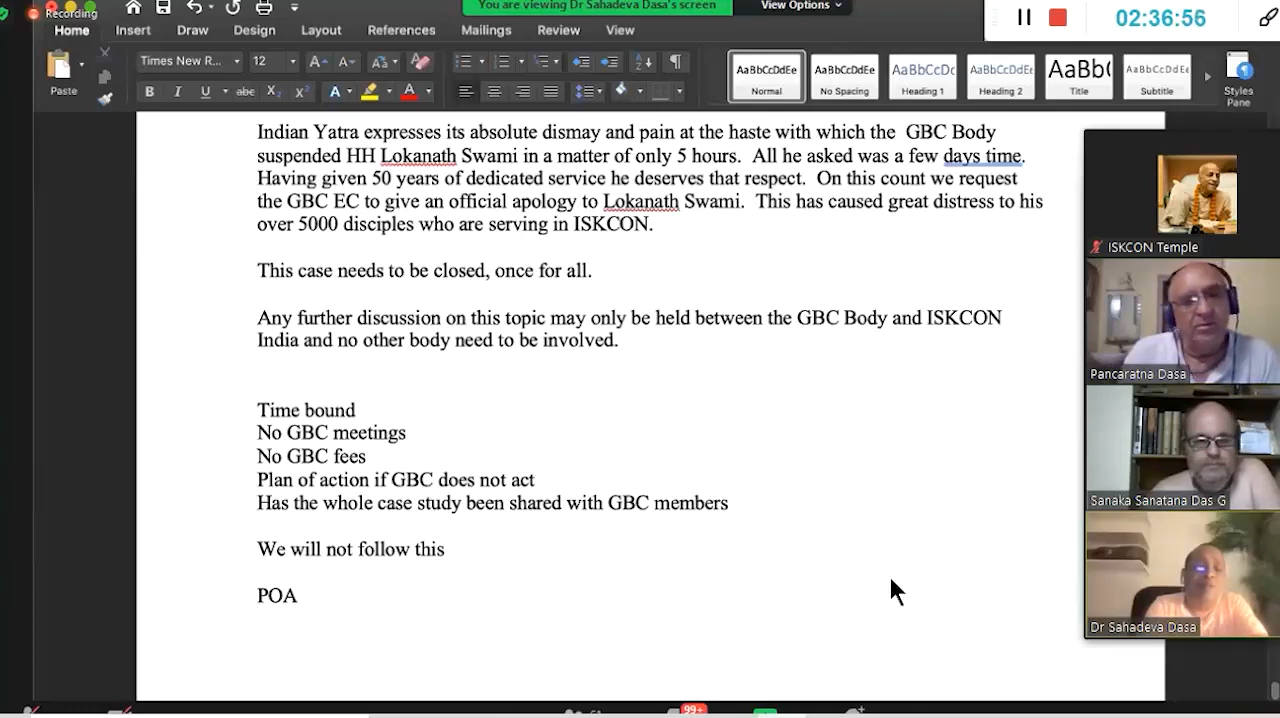 You are viewing Dr Sahadeva Dasa's screen
View Options
Recording
02:36:56
Home Insert Draw Design Layout References Mailings Review View
Paste
Times New R... 12
AaBbCcDdEe
Normal
AaBbCcDdEe
No Spacing
AaBbCcDc
Heading 1
AaBbCcDdEe
Heading 2
AaBb(
Title
AaBbCcDdEe
Subtitle
Styles
Pane
Indian Yatra expresses its absolute dismay and pain at the haste with which the GBC Body
suspended HH Lokanath Swami in a matter of only 5 hours. All he asked was a few days time.
Having given 50 years of dedicated service he deserves that respect. On this count we request
the GBC EC to give an official apology to Lokanath Swami. This has caused great distress to his
over 5000 disciples who are serving in ISKCON.
This case needs to be closed, once for all.
Any further discussion on this topic may only be held between the GBC Body and ISKCON
India and no other body need to be involved.
Time bound
No GBC meetings
No GBC fees
Plan of action if GBC does not act
Has the whole case study been shared with GBC members
We will not follow this
POA
ISKCON Temple
Pancaratna Dasa
Sanaka Sanatana Das G
Dr Sahadeva Dasa
99+